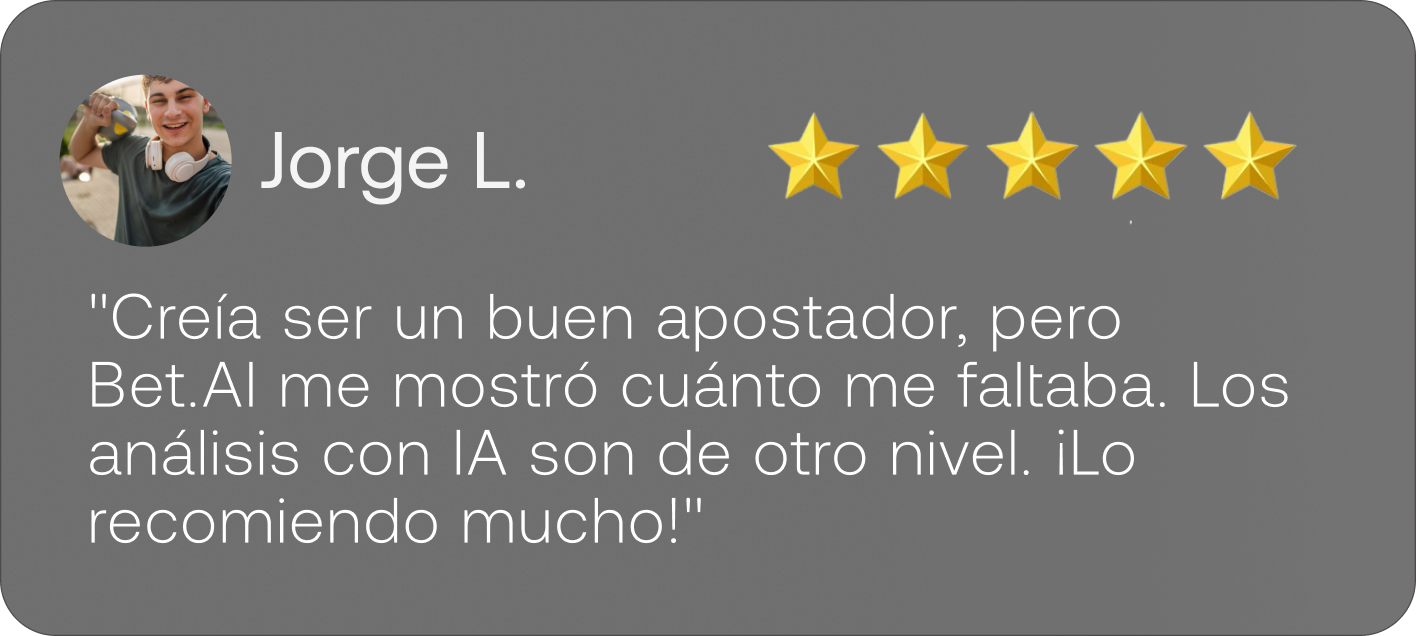 Jorge L.
"Creía ser un buen apostador, pero
Bet.AI me mostró cuánto me faltaba. Los
análisis con IA son de otro nivel. ¡Lo
recomiendo mucho!"